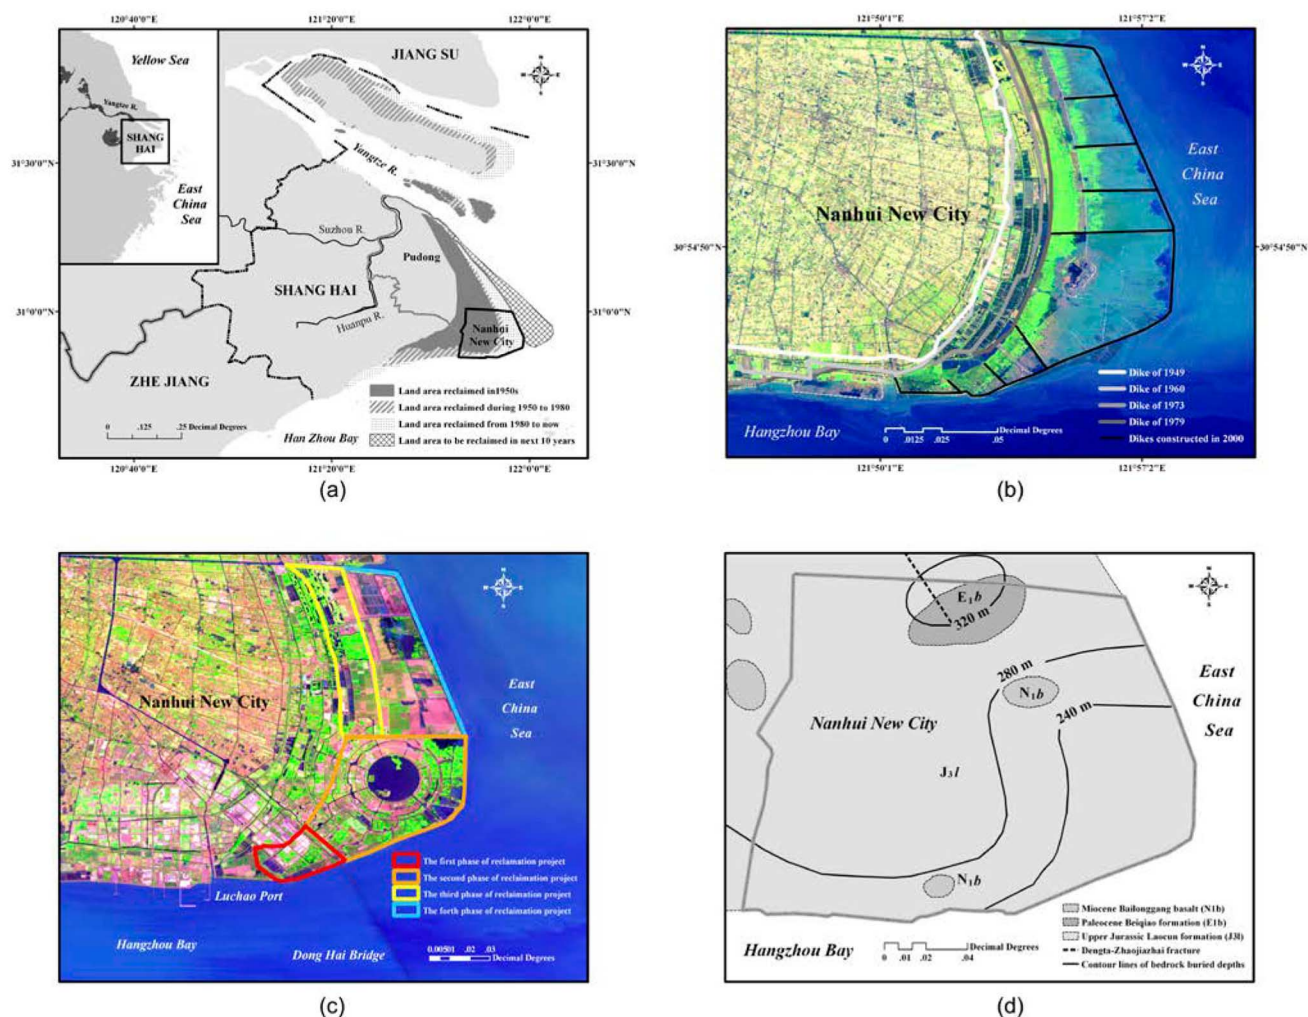 120°40'0"E
121°20'0"E
122°0'0"E
Yellow Sea
Yangtze R.
SHANG
HAI
East
China
Sea
JIANG SU
N
W E
S
31°30'0"N
31°30'0"N
Yangtze R.
Suzhou R.
Pudong
SHANG HAI
31°0'0"N
31°0'0"N
Huanpu R.
Nanhui
New City
ZHE JIANG
Land area reclaimed in1950s
Land area reclaimed during 1950 to 1980
Land area reclaimed from 1980 to now
Land area to be reclaimed in next 10 years
0 .125 .25 Decimal Degrees
Han Zhou Bay
120°40'0"E
121°20'0"E
122°0'0"E
(a)
121°50'1"E
121°57'2"E
N
W E
S
East
China
Sea
Nanhui New City
30°54'50"N
30°54'50"N
Dike of 1949
Dike of 1960
Dike of 1973
Dike of 1979
Dikes constructed in 2000
Hangzhou Bay
Decimal Degrees
0 .0125 .025 .05
121°50'1"E
121°57'2"E
(b)
N
W E
S
East
China
Sea
Nanhui New City
The first phase of reclamation project
The second phase of reclaimation project
The third phase of reclaimation project
The forth phase of reclaimation project
Luchao Port
Hangzhou Bay
Dong Hai Bridge
0.00501 .02 .03
Decimal Degrees
(c)
N
W E
S
E1b
320 m
280 m
N1b
240 m
East
China
Sea
Nanhui New City
J3l
N1b
Miocene Bailonggang basalt (N1b)
Paleocene Beiqiao formation (E1b)
Upper Jurassic Laocun formation (J3l)
Dengta-Zhaojiazhai fracture
Contour lines of bedrock buried depths
Hangzhou Bay
Decimal Degrees
0 .01 .02 .04
(d)